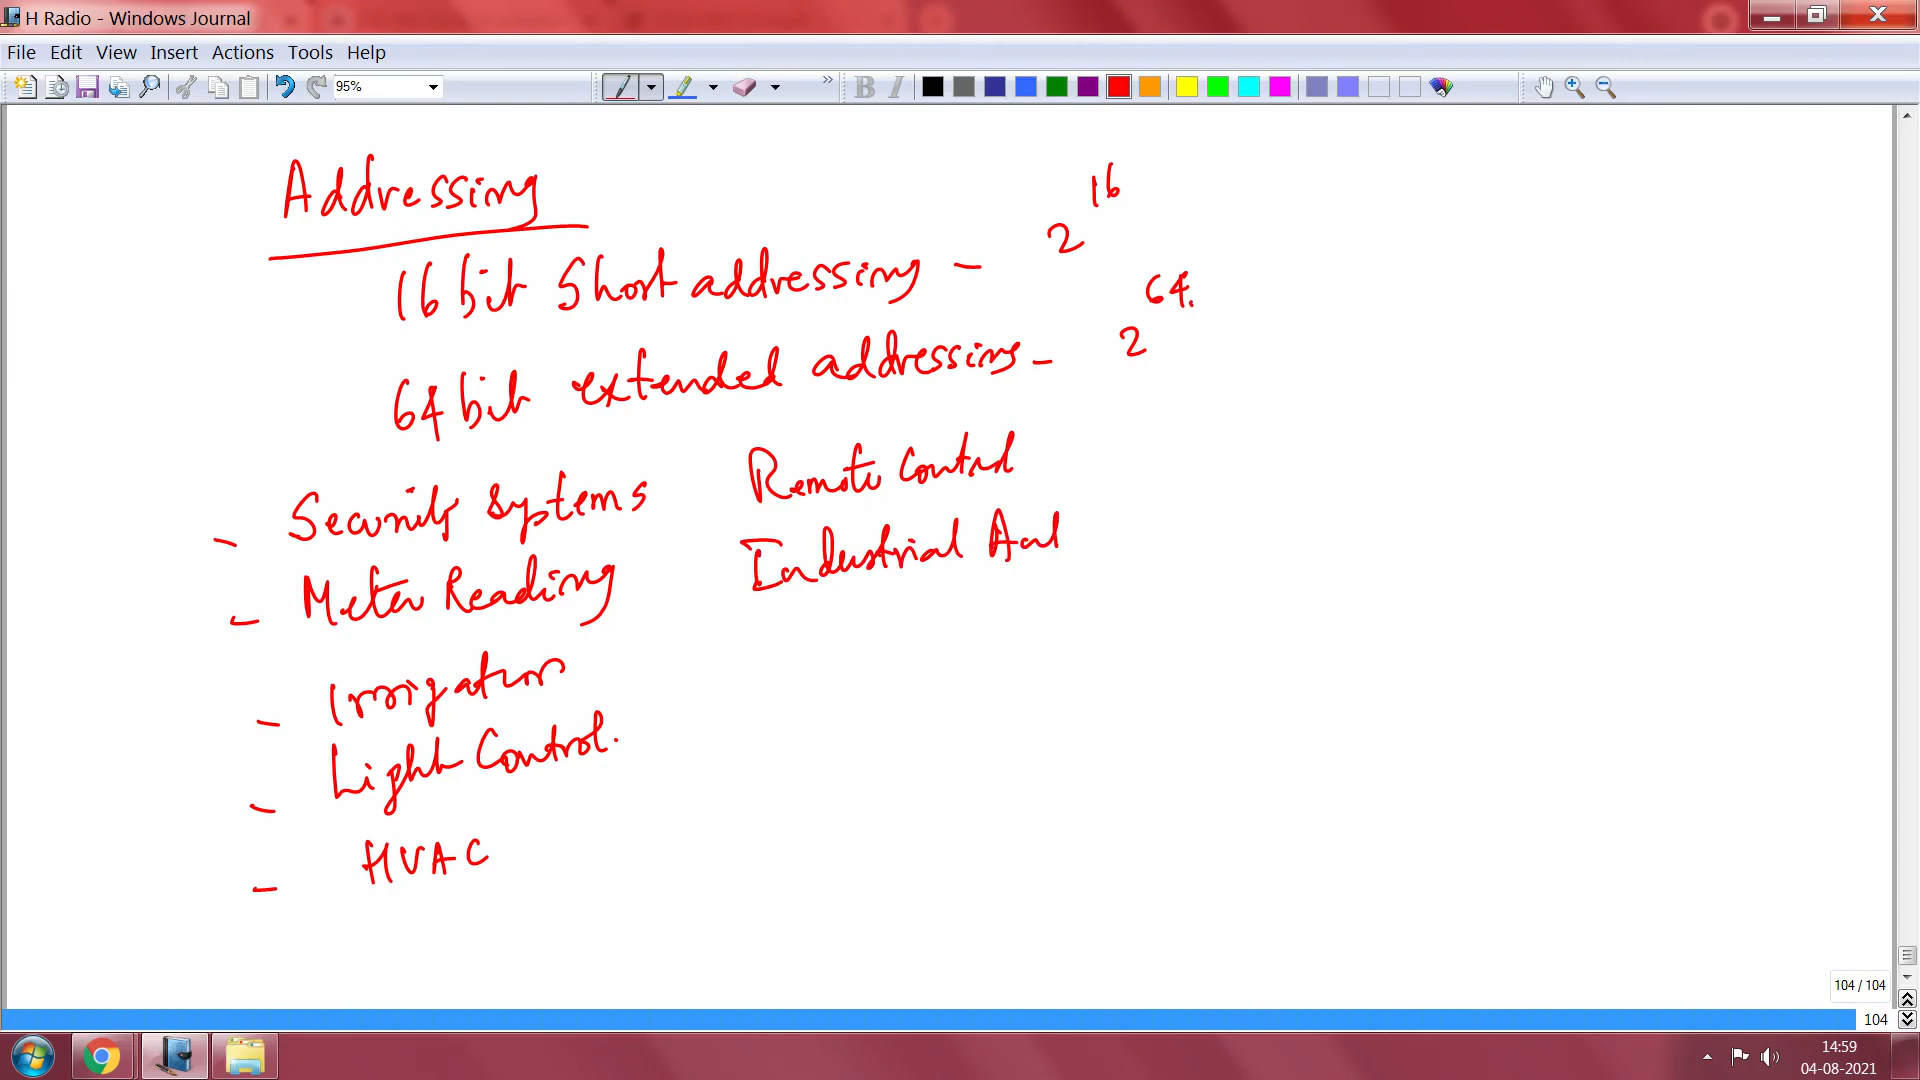 H Radio - Windows Journal
File Edit View Insert Actions Tools Help
95%
Addressing
16 bit Short addressing - 2^16
64 bit extended addressing - 2^64.
- Security Systems
- Meter Reading
- Irrigation
- Light Control.
- HVAC
Remote Control
Industrial Aut
104 / 104
104
14:59
04-08-2021